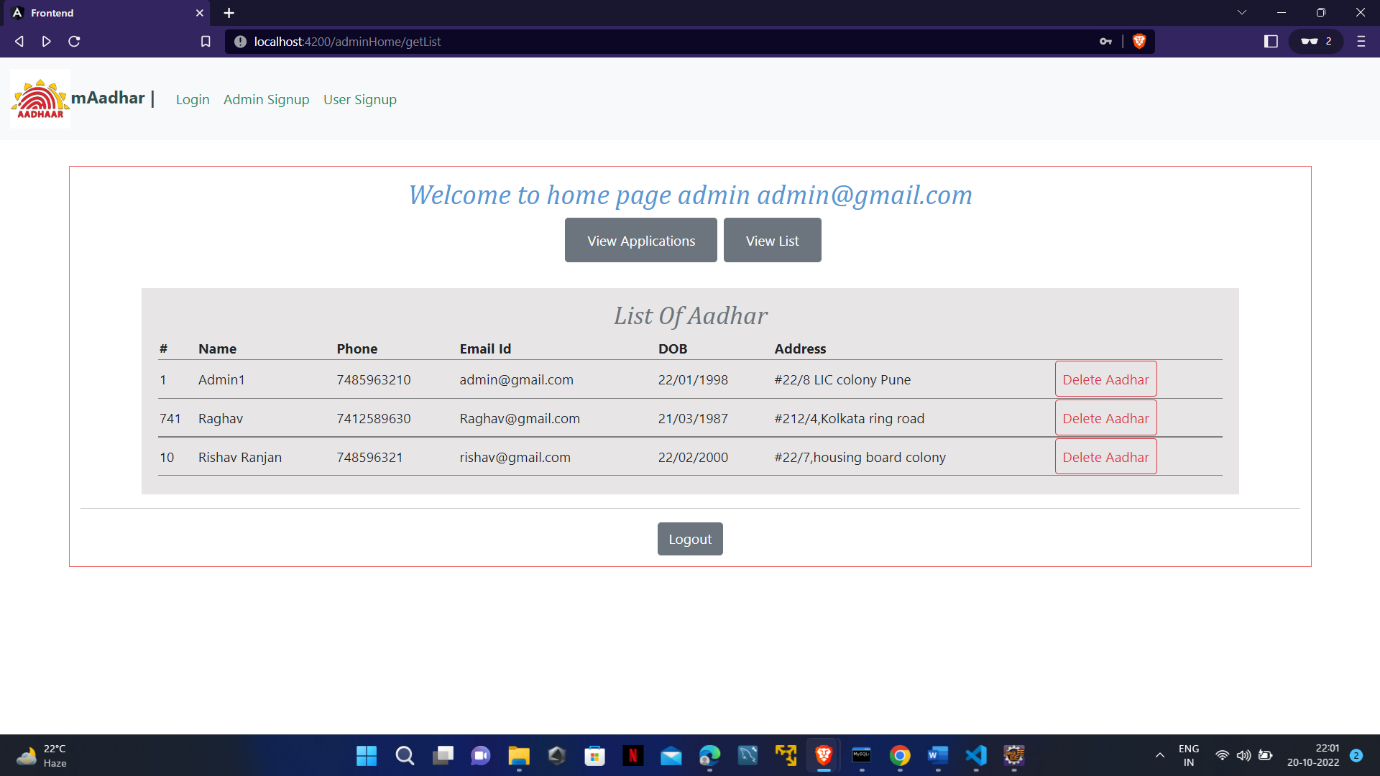 Frontend
localhost:4200/adminHome/getList
2
AADHAAR
mAadhar | Login Admin Signup User Signup
Welcome to home page admin admin@gmail.com
View Applications View List
List Of Aadhar
# Name Phone Email Id DOB Address
1 Admin1 7485963210 admin@gmail.com 22/01/1998 #22/8 LIC colony Pune Delete Aadhar
741 Raghav 7412589630 Raghav@gmail.com 21/03/1987 #212/4,Kolkata ring road Delete Aadhar
10 Rishav Ranjan 748596321 rishav@gmail.com 22/02/2000 #22/7,housing board colony Delete Aadhar
Logout
22°C
Haze
ENG
IN
22:01
20-10-2022
2